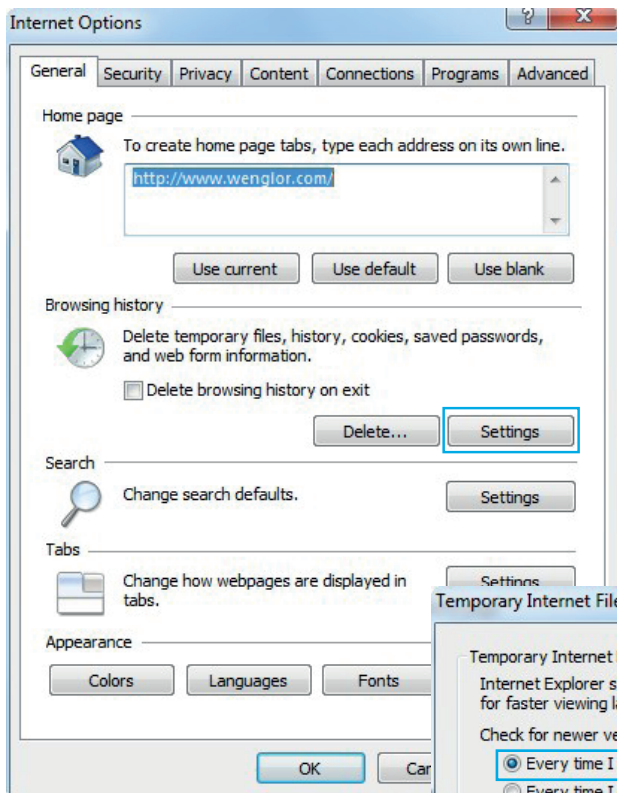 Internet Options
General Security Privacy Content Connections Programs Advanced
Home page
To create home page tabs, type each address on its own line.
http://www.wenglor.com/
Use current Use default Use blank
Browsing history
Delete temporary files, history, cookies, saved passwords,
and web form information.
Delete browsing history on exit
Delete... Settings
Search
Change search defaults.
Settings
Tabs
Change how webpages are displayed in
tabs.
Settings
Appearance
Colors Languages Fonts
OK
Temporary Internet
Temporary Internet
Internet Explorer
for faster viewing
Check for newer
Every time I
Every time I